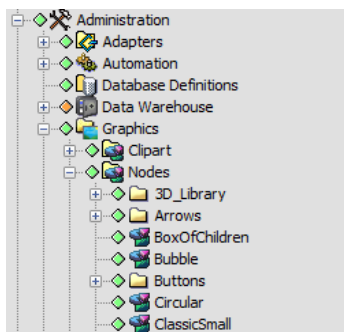 Administration
Adapters
Automation
Database Definitions
Data Warehouse
Graphics
Clipart
Nodes
3D_Library
Arrows
BoxOfChildren
Bubble
Buttons
Circular
ClassicSmall